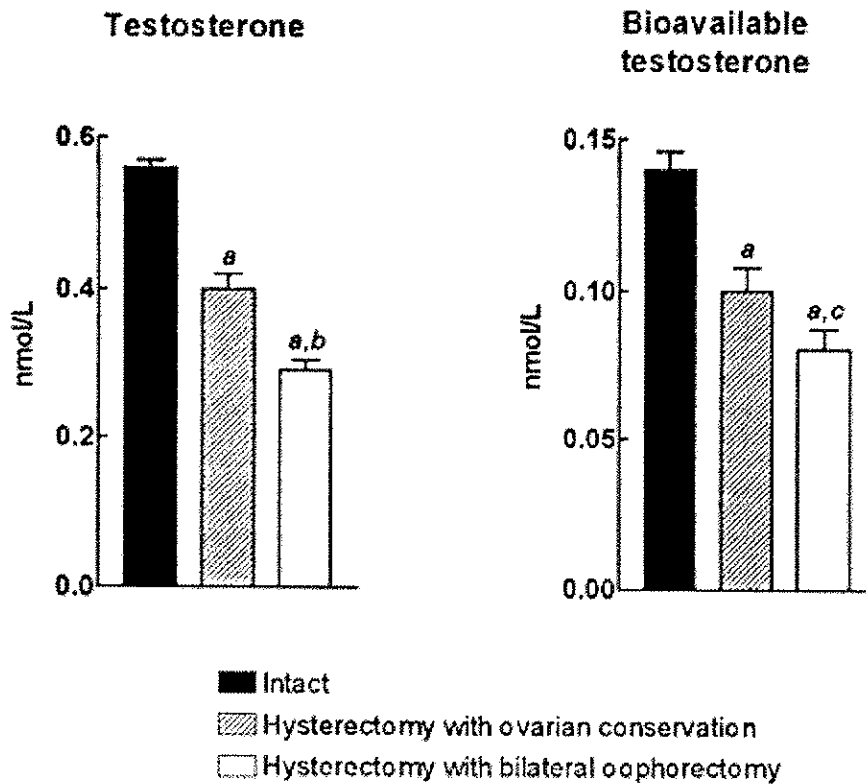 Testosterone
Bioavailable
testosterone
0.6
0.4
0.2
0.0
nmol/L
a
a,b
0.15
0.10
0.05
0.00
nmol/L
a
a,c
Intact
Hysterectomy with ovarian conservation
Hysterectomy with bilateral oophorectomy